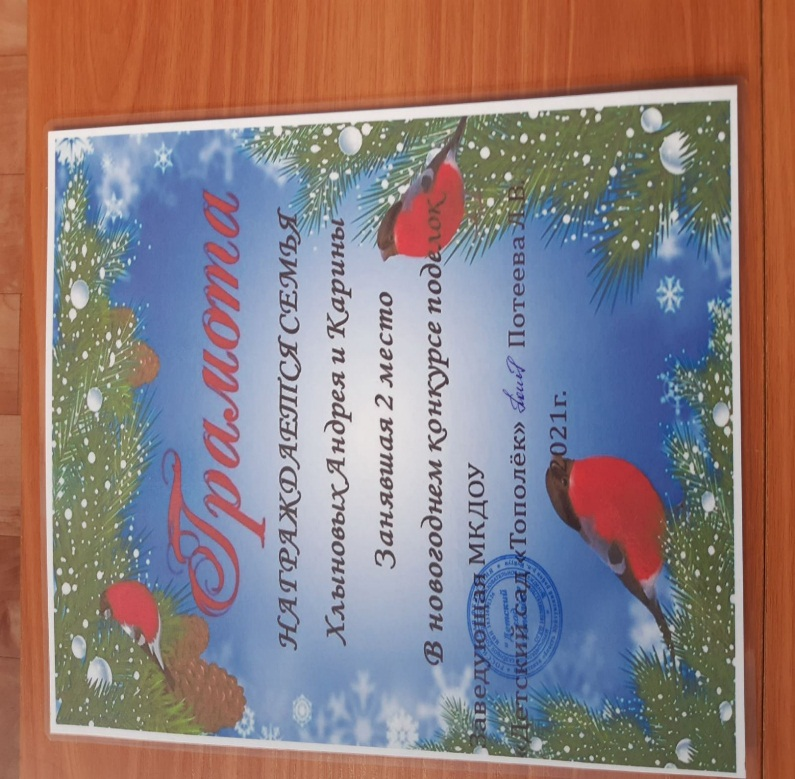 Грамота
НАГРАЖДАЕТСЯ СЕМЬЯ
Хлыновых Андрея и Карины
Занявшая 2 место
В новогоднем конкурсе поделок
Заведующая МКДОУ
«Детский сад «Тополёк» Потеева Л.В.
2021г.